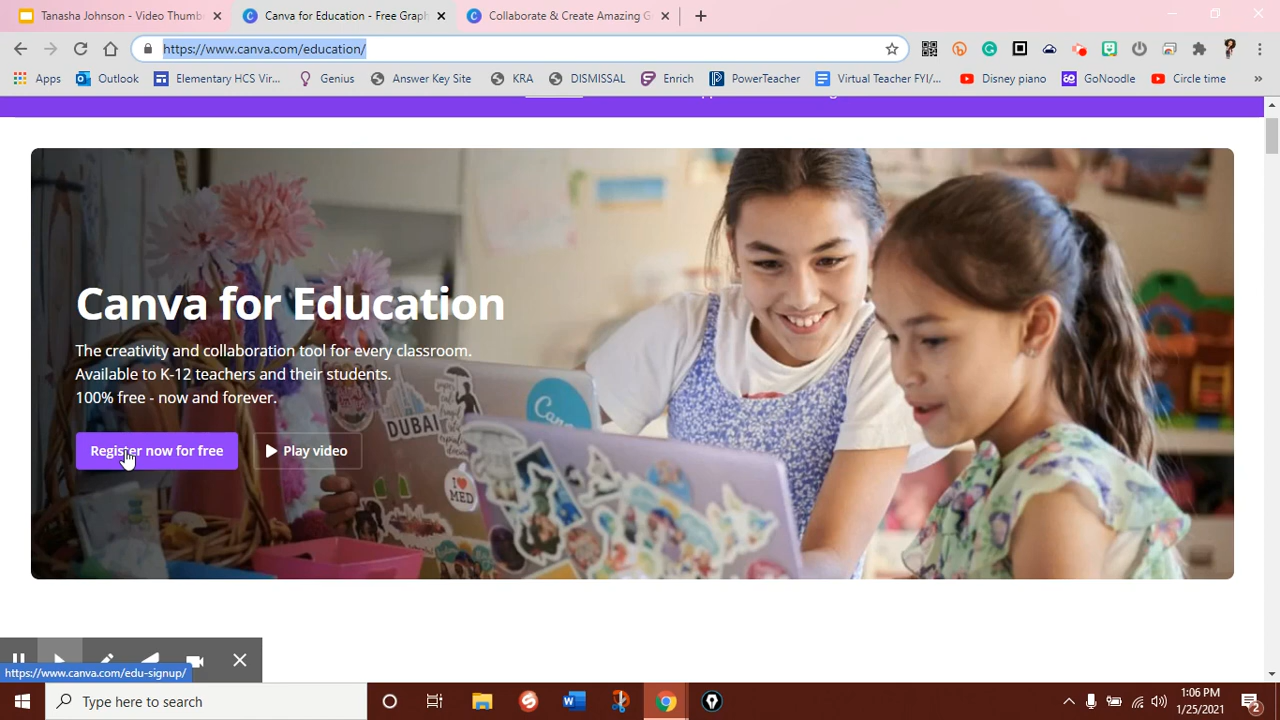 Tanasha Johnson - Video Thumb
Canva for Education - Free Graph
Collaborate & Create Amazing G
https://www.canva.com/education/
Apps
Outlook
Elementary HCS Vir...
Genius
Answer Key Site
KRA
DISMISSAL
Enrich
PowerTeacher
Virtual Teacher FYI/...
Disney piano
GoNoodle
Circle time
»
Canva for Education
The creativity and collaboration tool for every classroom.
Available to K-12 teachers and their students.
100% free - now and forever.
Register now for free
Play video
DUBAI
Canva
I ♥
MED
https://www.canva.com/edu-signup/
Type here to search
1:06 PM
1/25/2021
2